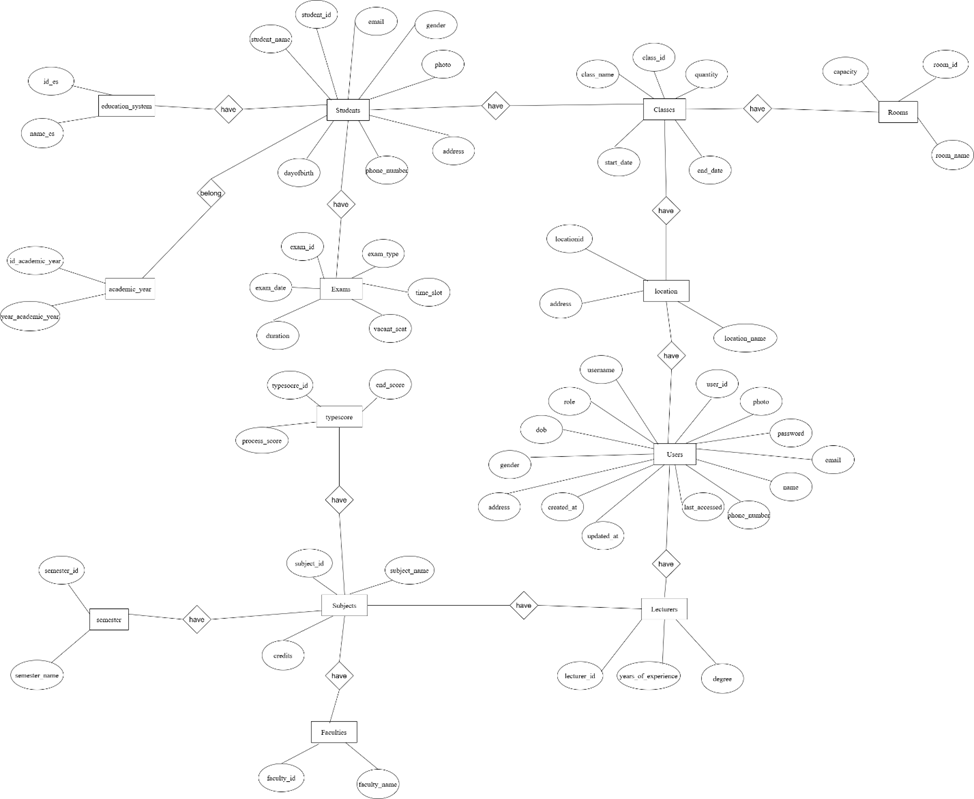 student_id
email
gender
student_name
class_id
room_id
photo
class_name
quantity
capacity
id_es
education_system
have
Students
have
Classes
have
Rooms
name_es
address
start_date
end_date
room_name
dayofbirth
phone_number
belong
have
have
exam_id
exam_type
locationid
id_academic_year
academic_year
exam_date
Exams
time_slot
location
address
year_academic_year
duration
vacant_seat
location_name
have
username
typesocre_id
end_score
user_id
role
photo
typescore
dob
password
process_score
Users
email
gender
name
address
created_at
last_accessed
phone_number
have
updated_at
semester_id
subject_id
subject_name
have
semester
have
Subjects
have
Lecturers
credits
semester_name
have
lecturer_id
years_of_experience
degree
Faculties
faculty_id
faculty_name